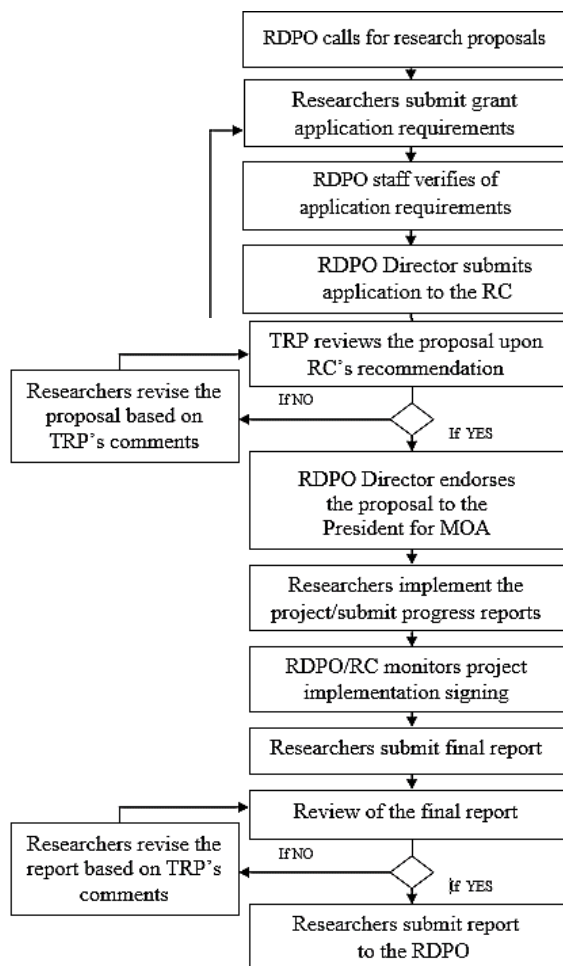 RDPO calls for research proposals
Researchers submit grant
application requirements
RDPO staff verifies of
application requirements
RDPO Director submits
application to the RC
TRP reviews the proposal upon
RC's recommendation
Researchers revise the
proposal based on
TRP's comments
If NO
If YES
RDPO Director endorses
the proposal to the
President for MOA
Researchers implement the
project/submit progress reports
RDPO/RC monitors project
implementation signing
Researchers submit final report
Review of the final report
Researchers revise the
report based on TRP's
comments
If NO
If YES
Researchers submit report
to the RDPO